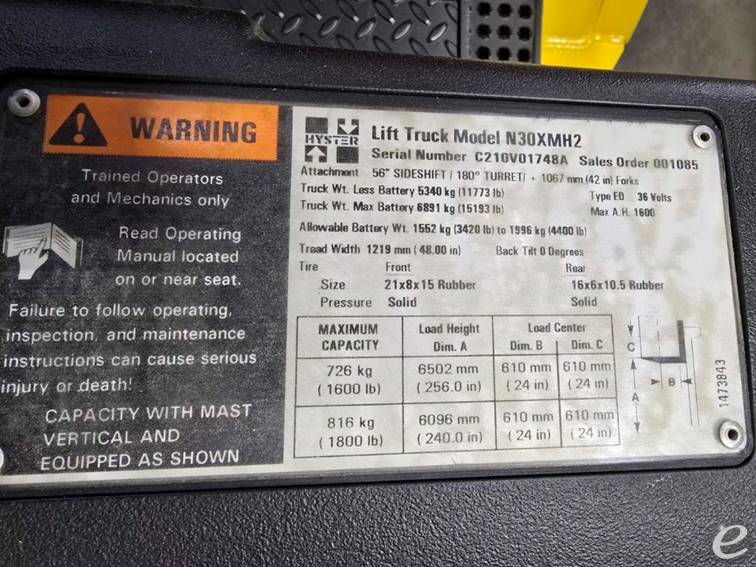 WARNING
Trained Operators
and Mechanics only
Read Operating
Manual located
on or near seat.
Failure to follow operating,
inspection, and maintenance
instructions can cause serious
injury or death!
CAPACITY WITH MAST
VERTICAL AND
EQUIPPED AS SHOWN
HYSTER
Lift Truck Model N30XMH2
Serial Number C210V01748A Sales Order 001085
Attachment 56" SIDESHIFT/180° TURRET/ + 1067 mm (42 in) Forks
Truck Wt. Less Battery 5340 kg (11773 lb) Type EO 36 Volts
Truck Wt. Max Battery 6891 kg (15193 lb) Max A.H. 1600
Allowable Battery Wt. 1552 kg (3420 lb) to 1996 kg (4400 lb)
Tread Width 1219 mm (48.00 in) Back Tilt 0 Degrees
Tire Front Rear
Size 21x8x15 Rubber 16x6x10.5 Rubber
Pressure Solid Solid
MAXIMUM CAPACITY Load Height Dim. A Load Center Dim. B Dim. C
726 kg 6502 mm 610 mm 610 mm
(1600 lb) (256.0 in) (24 in) (24 in)
816 kg 6096 mm 610 mm 610 mm
(1800 lb) (240.0 in) (24 in) (24 in)
C
B
A
1473843
e